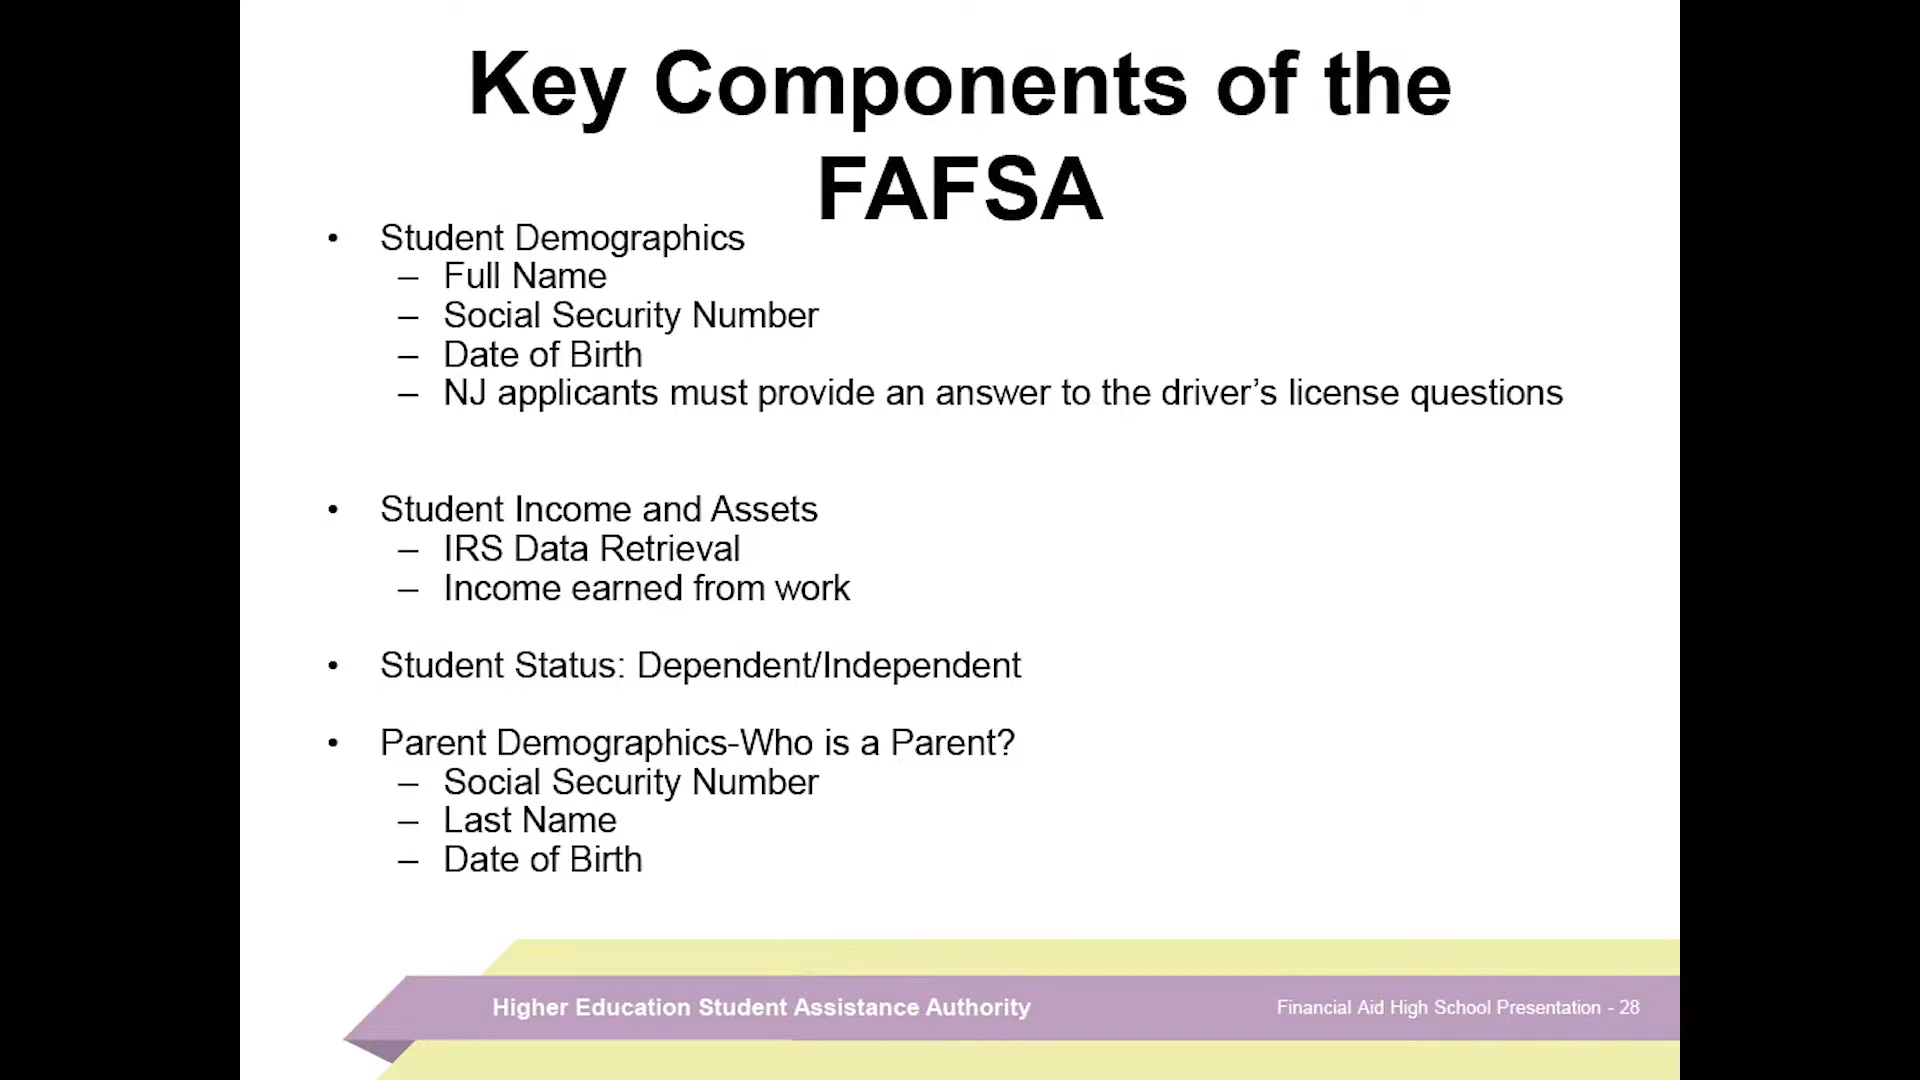 Key Components of the
FAFSA
• Student Demographics
– Full Name
– Social Security Number
– Date of Birth
– NJ applicants must provide an answer to the driver’s license questions
• Student Income and Assets
– IRS Data Retrieval
– Income earned from work
• Student Status: Dependent/Independent
• Parent Demographics-Who is a Parent?
– Social Security Number
– Last Name
– Date of Birth
Higher Education Student Assistance Authority
Financial Aid High School Presentation - 28